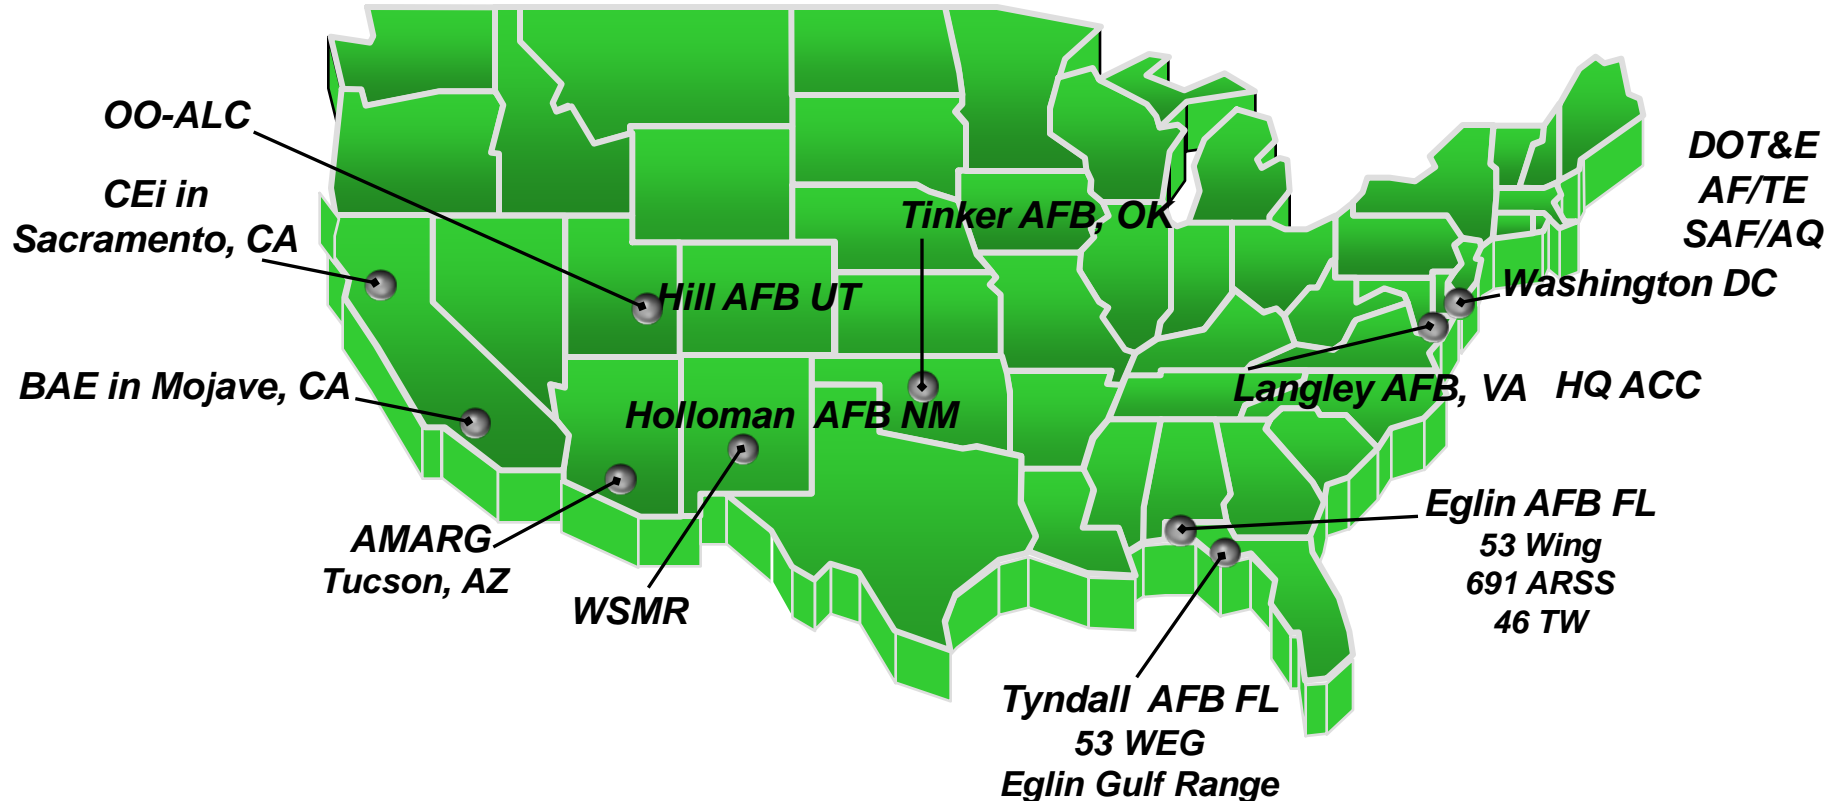 OO-ALC
CEi in
Sacramento, CA
BAE in Mojave, CA
AMARG
Tucson, AZ
WSMR
Hill AFB UT
Holloman  AFB NM
Tinker AFB, OK
DOT&E
AF/TE
SAF/AQ
Washington DC
Langley AFB, VA   HQ ACC
Eglin AFB FL
53 Wing
691 ARSS
46 TW
Tyndall  AFB FL
53 WEG
Eglin Gulf Range